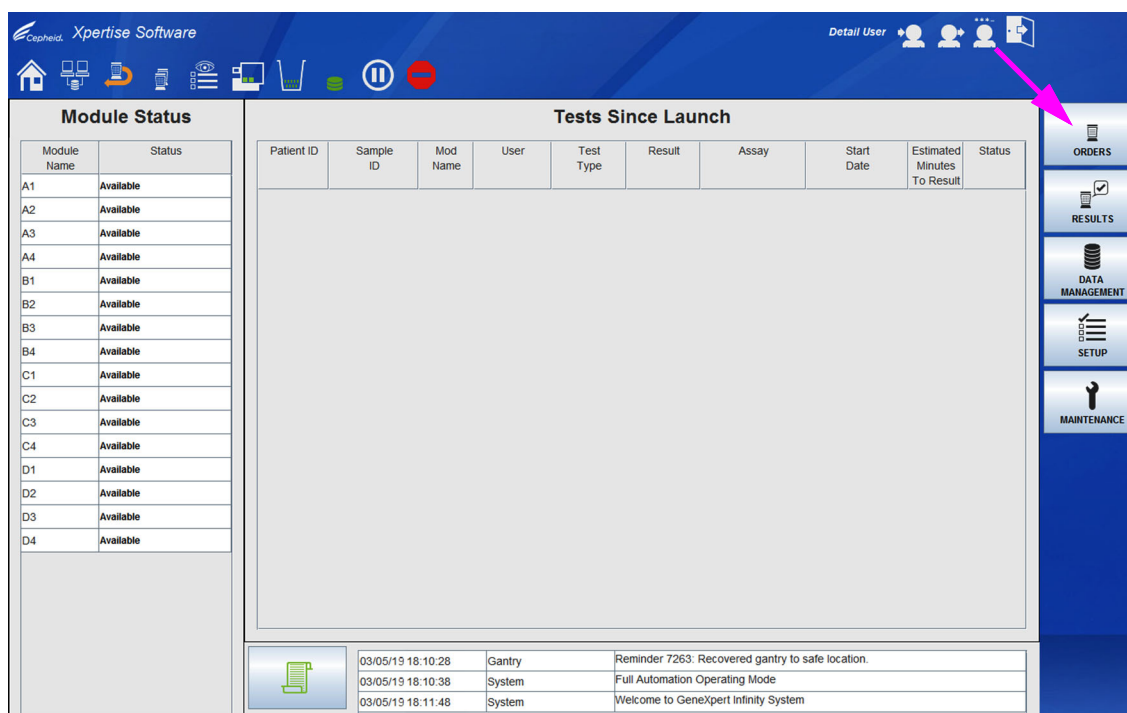 Cepheid. Xpertise Software
Detail User
Module Status
Module
Name
Status
A1 Available
A2 Available
A3 Available
A4 Available
B1 Available
B2 Available
B3 Available
B4 Available
C1 Available
C2 Available
C3 Available
C4 Available
D1 Available
D2 Available
D3 Available
D4 Available
Tests Since Launch
Patient ID
Sample
ID
Mod
Name
User
Test
Type
Result
Assay
Start
Date
Estimated
Minutes
To Result
Status
03/05/19 18:10:28 Gantry Reminder 7263: Recovered gantry to safe location.
03/05/19 18:10:38 System Full Automation Operating Mode
03/05/19 18:11:48 System Welcome to GeneXpert Infinity System
ORDERS
RESULTS
DATA
MANAGEMENT
SETUP
MAINTENANCE